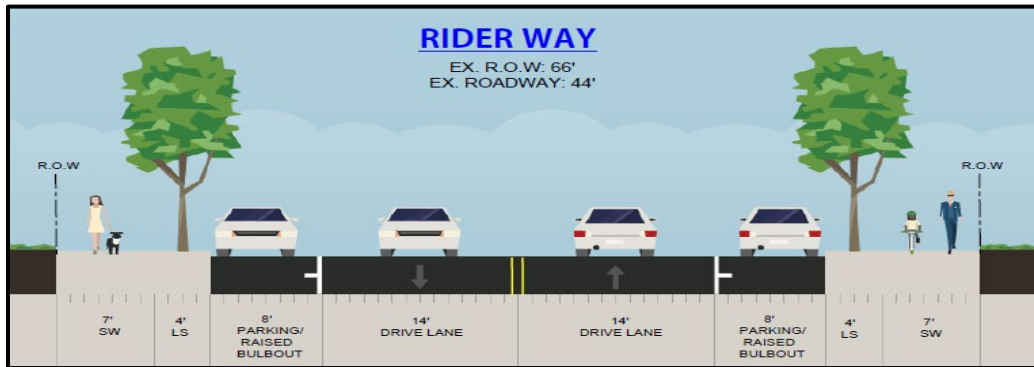 RIDER WAY
EX. R.O.W: 66'
EX. ROADWAY: 44'
R.O.W
R.O.W
7'
SW
4'
LS
8'
PARKING/
RAISED
BULBOUT
14'
DRIVE LANE
14'
DRIVE LANE
8'
PARKING/
RAISED
BULBOUT
4'
LS
7'
SW